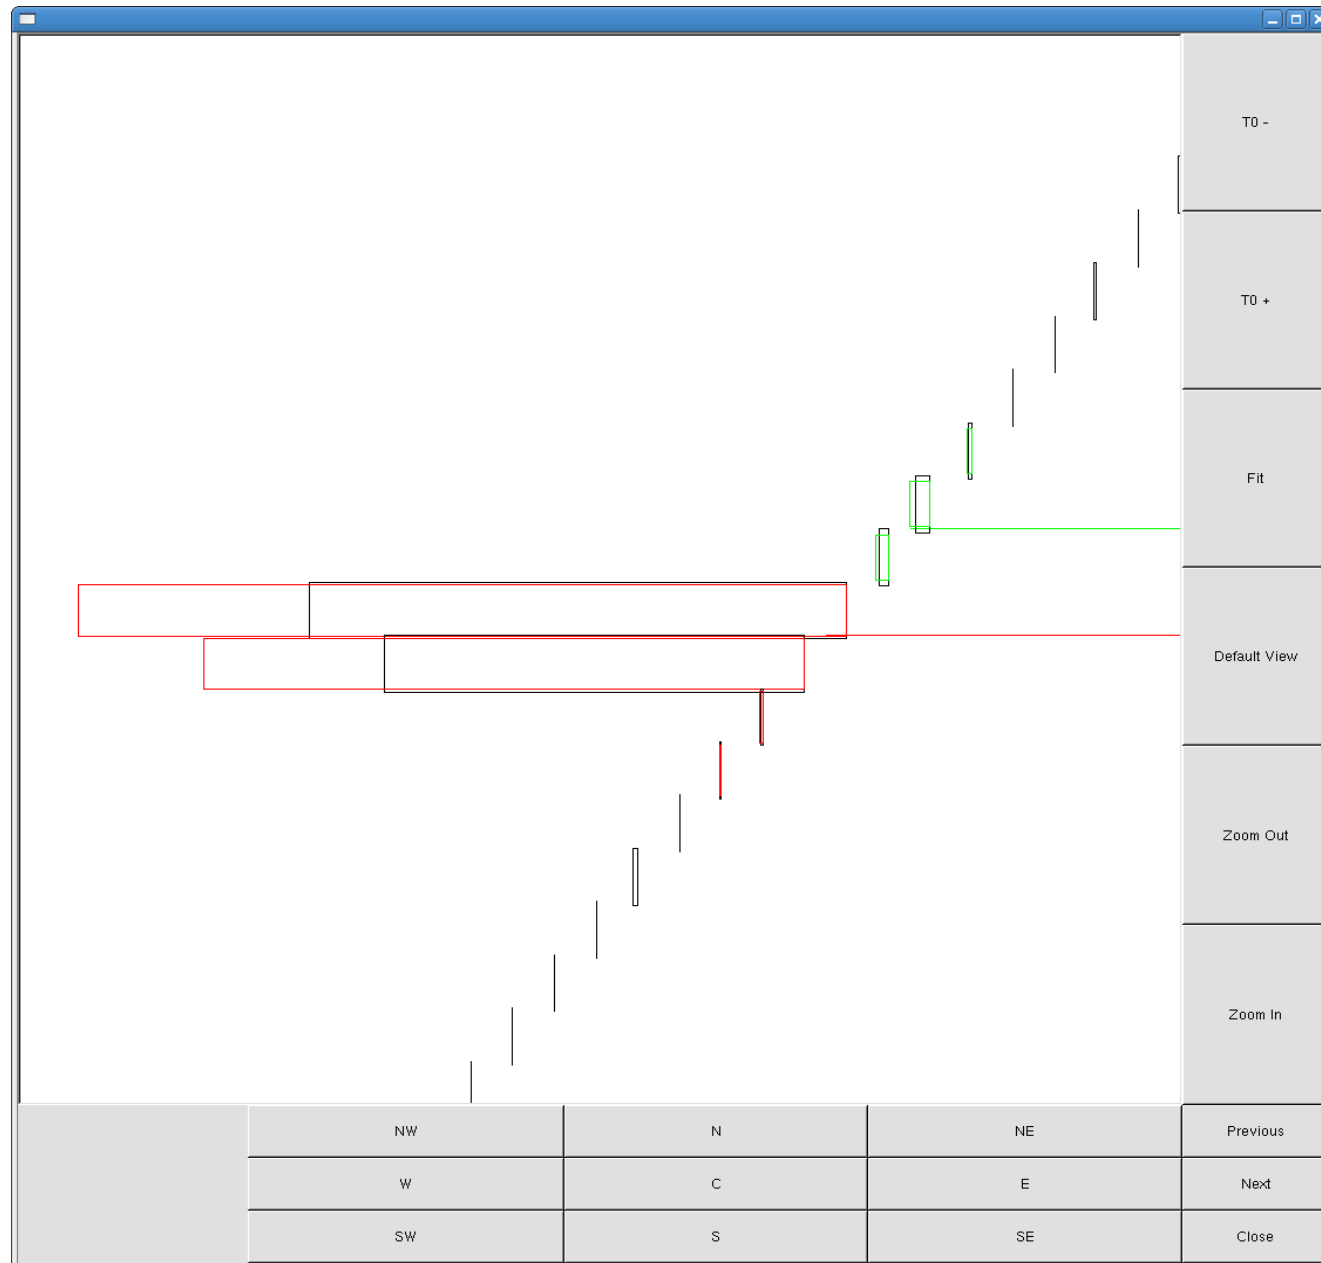 T0 -
T0 +
Fit
Default View
Zoom Out
Zoom In
NW N NE Previous
W C E Next
SW S SE Close